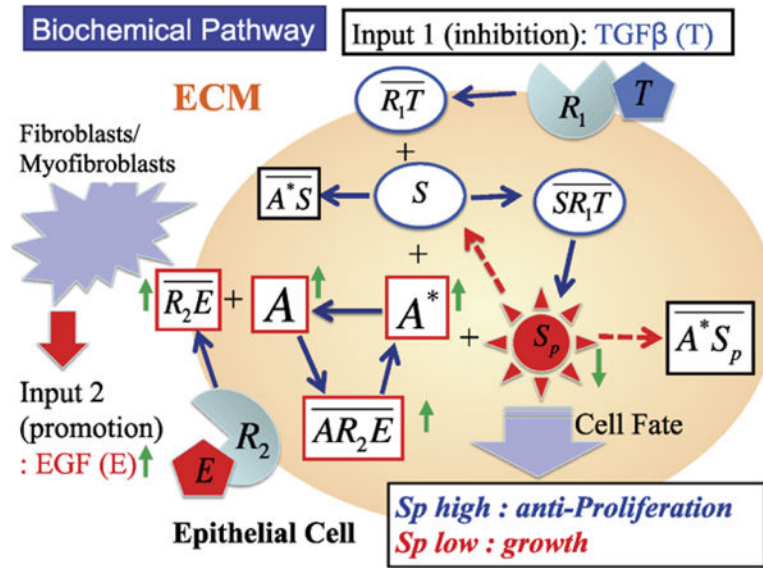 Biochemical Pathway
Input 1 (inhibition): TGFβ (T)
ECM
R₁T
R₁
T
Fibroblasts/
Myofibroblasts
+
A*S
S
SR₁T
+
R₂E
+
A
A*
+
Sₚ
A*Sₚ
Input 2
(promotion)
: EGF (E)
R₂
E
AR₂E
Cell Fate
Epithelial Cell
Sp high : anti-Proliferation
Sp low : growth